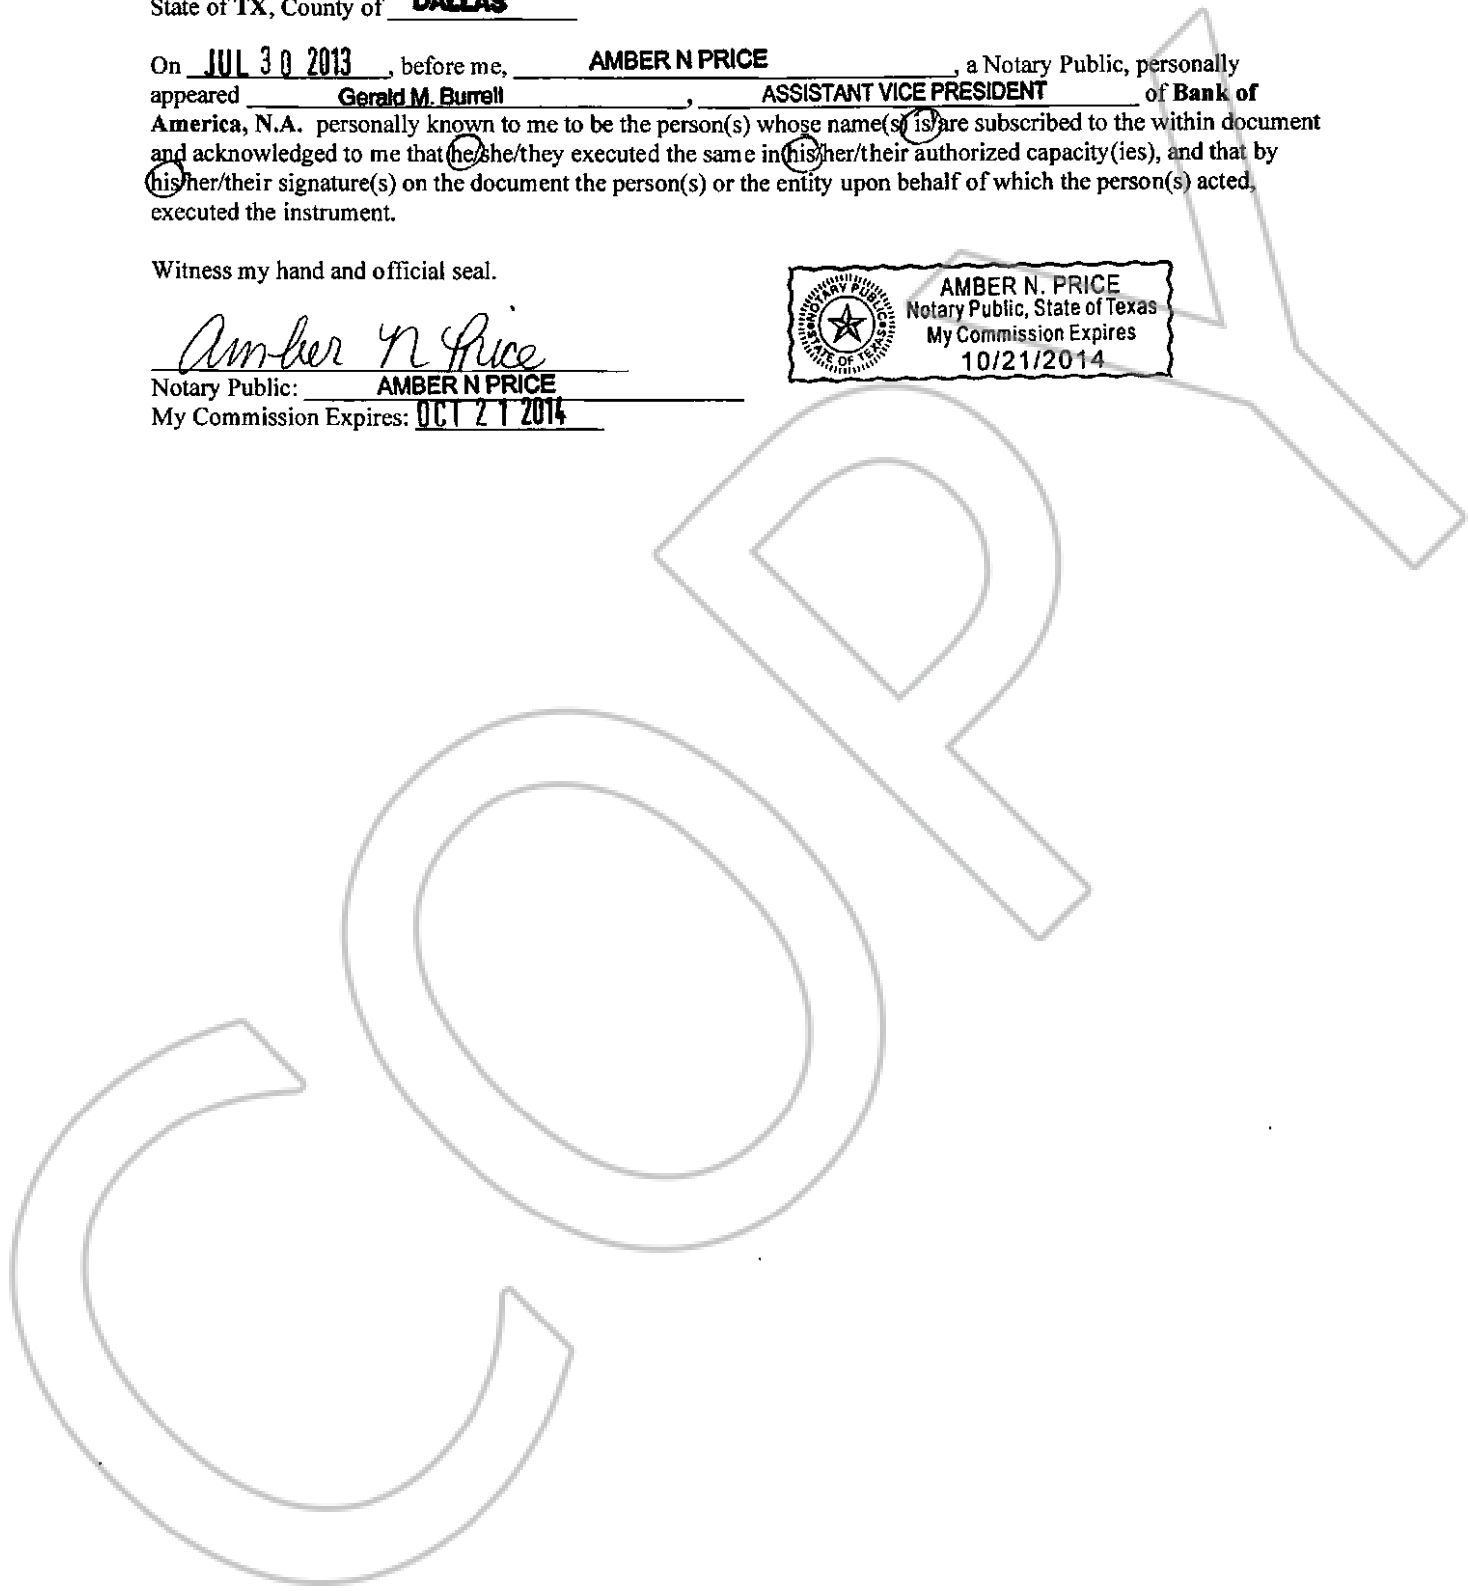 State of TX, County of DALLAS
On JUL 30 2013, before me, AMBER N PRICE, a Notary Public, personally
appeared Gerald M. Burrell, ASSISTANT VICE PRESIDENT of Bank of
America, N.A. personally known to me to be the person(s) whose name(s) is/are subscribed to the within document
and acknowledged to me that he/she/they executed the same in his/her/their authorized capacity(ies), and that by
his/her/their signature(s) on the document the person(s) or the entity upon behalf of which the person(s) acted,
executed the instrument.
Witness my hand and official seal.
Amber N Price
Notary Public: AMBER N PRICE
My Commission Expires: OCT 21 2014
NOTARY PUBLIC
STATE OF TEXAS
AMBER N. PRICE
Notary Public, State of Texas
My Commission Expires
10/21/2014
COPY